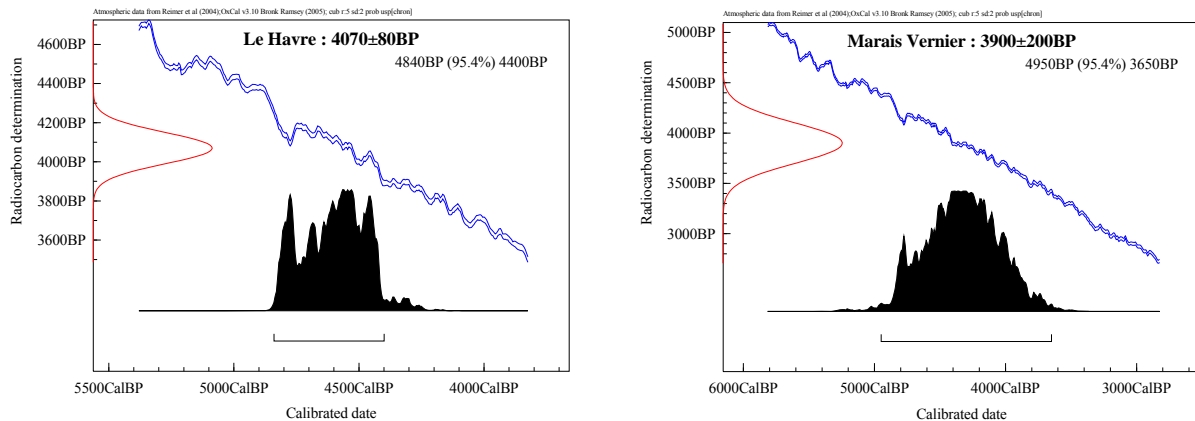 Atmospheric data from Reimer et al (2004);OxCal v3.10 Bronk Ramsey (2005); cub r:5 sd:2 prob usp[chron]
Le Havre : 4070±80BP
4840BP (95.4%) 4400BP
Radiocarbon determination
4600BP
4400BP
4200BP
4000BP
3800BP
3600BP
5500CalBP 5000CalBP 4500CalBP 4000CalBP
Calibrated date
Atmospheric data from Reimer et al (2004);OxCal v3.10 Bronk Ramsey (2005); cub r:5 sd:2 prob usp[chron]
Marais Vernier : 3900±200BP
4950BP (95.4%) 3650BP
Radiocarbon determination
5000BP
4500BP
4000BP
3500BP
3000BP
6000CalBP 5000CalBP 4000CalBP 3000CalBP
Calibrated date